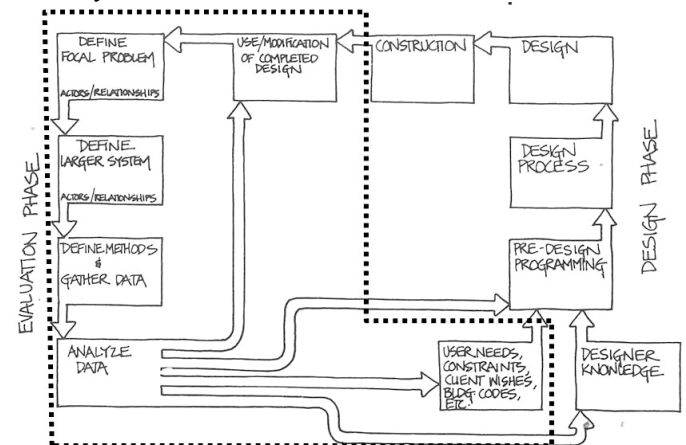 DEFINE
FOCAL PROBLEM
ACTORS/RELATIONSHIPS
USE/MODIFICATION
OF COMPLETED
DESIGN
CONSTRUCTION
DESIGN
DEFINE
LARGER SYSTEM
ACTORS/RELATIONSHIPS
DESIGN
PROCESS
DEFINE METHODS
&
GATHER DATA
PRE-DESIGN
PROGRAMMING
ANALYZE
DATA
USER NEEDS,
CONSTRAINTS,
CLIENT WISHES,
BLDG. CODES,
ETC.
DESIGNER
KNOWLEDGE
EVALUATION PHASE
DESIGN PHASE